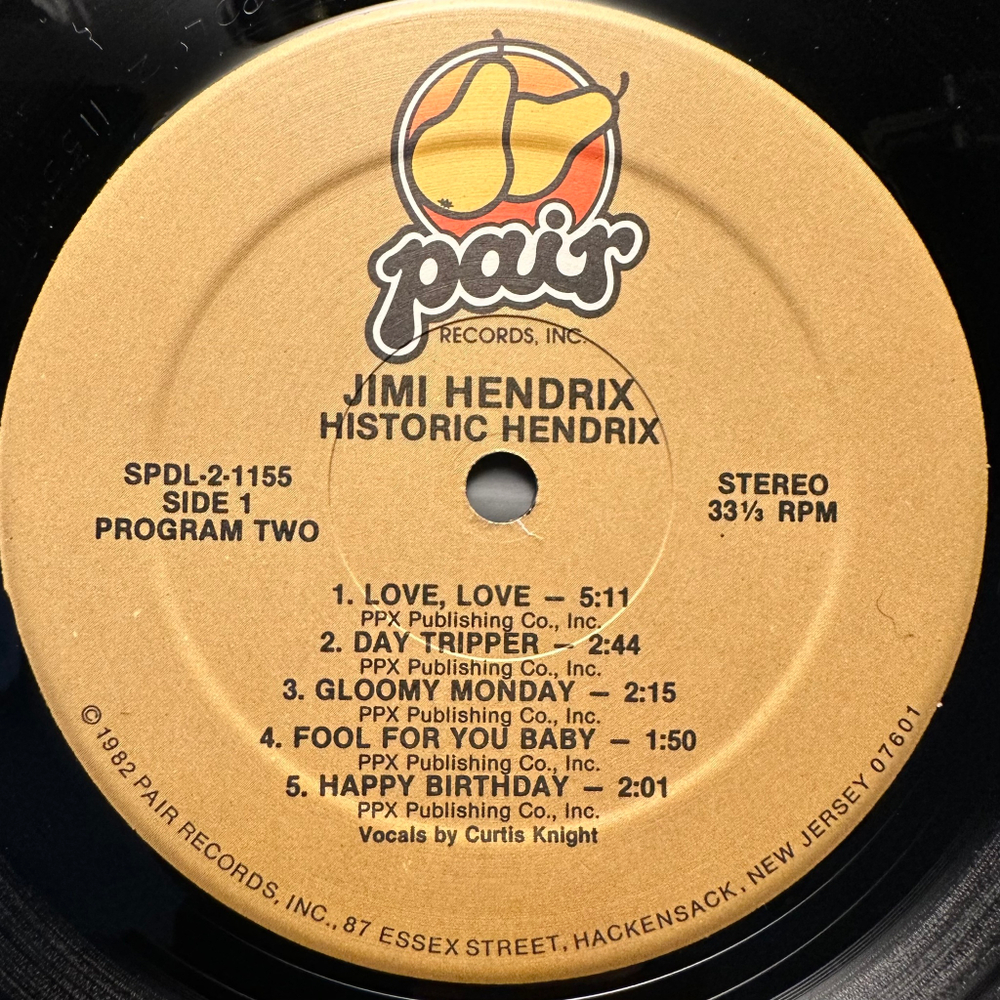 pair
RECORDS, INC.
JIMI HENDRIX
HISTORIC HENDRIX
SPDL-2-1155
SIDE 1
PROGRAM TWO
STEREO
33⅓ RPM
1. LOVE, LOVE — 5:11
PPX Publishing Co., Inc.
2. DAY TRIPPER — 2:44
PPX Publishing Co., Inc.
3. GLOOMY MONDAY — 2:15
PPX Publishing Co., Inc.
4. FOOL FOR YOU BABY — 1:50
PPX Publishing Co., Inc.
5. HAPPY BIRTHDAY — 2:01
PPX Publishing Co., Inc.
Vocals by Curtis Knight
© 1982 PAIR RECORDS, INC., 87 ESSEX STREET, HACKENSACK, NEW JERSEY 07601